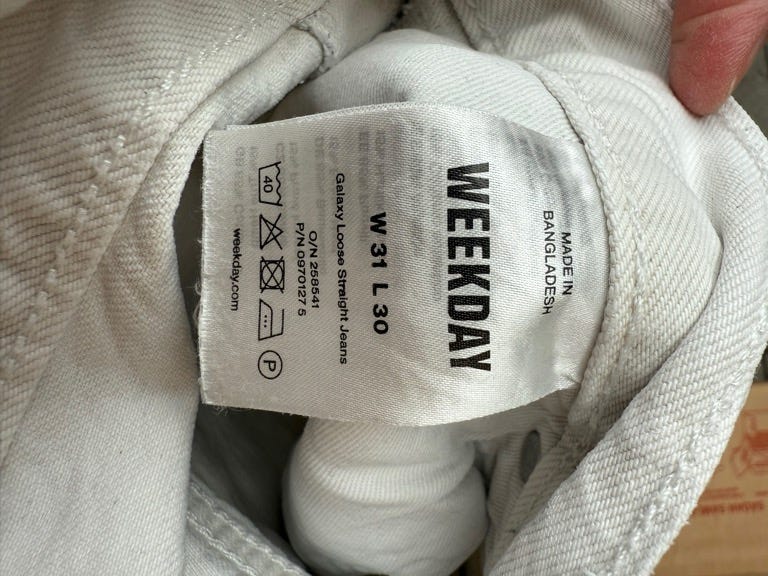 MADE IN
BANGLADESH
WEEKDAY
W 31 L 30
Galaxy Loose Straight Jeans
O/N 258541
P/N 0970127 5
40
P
weekday.com